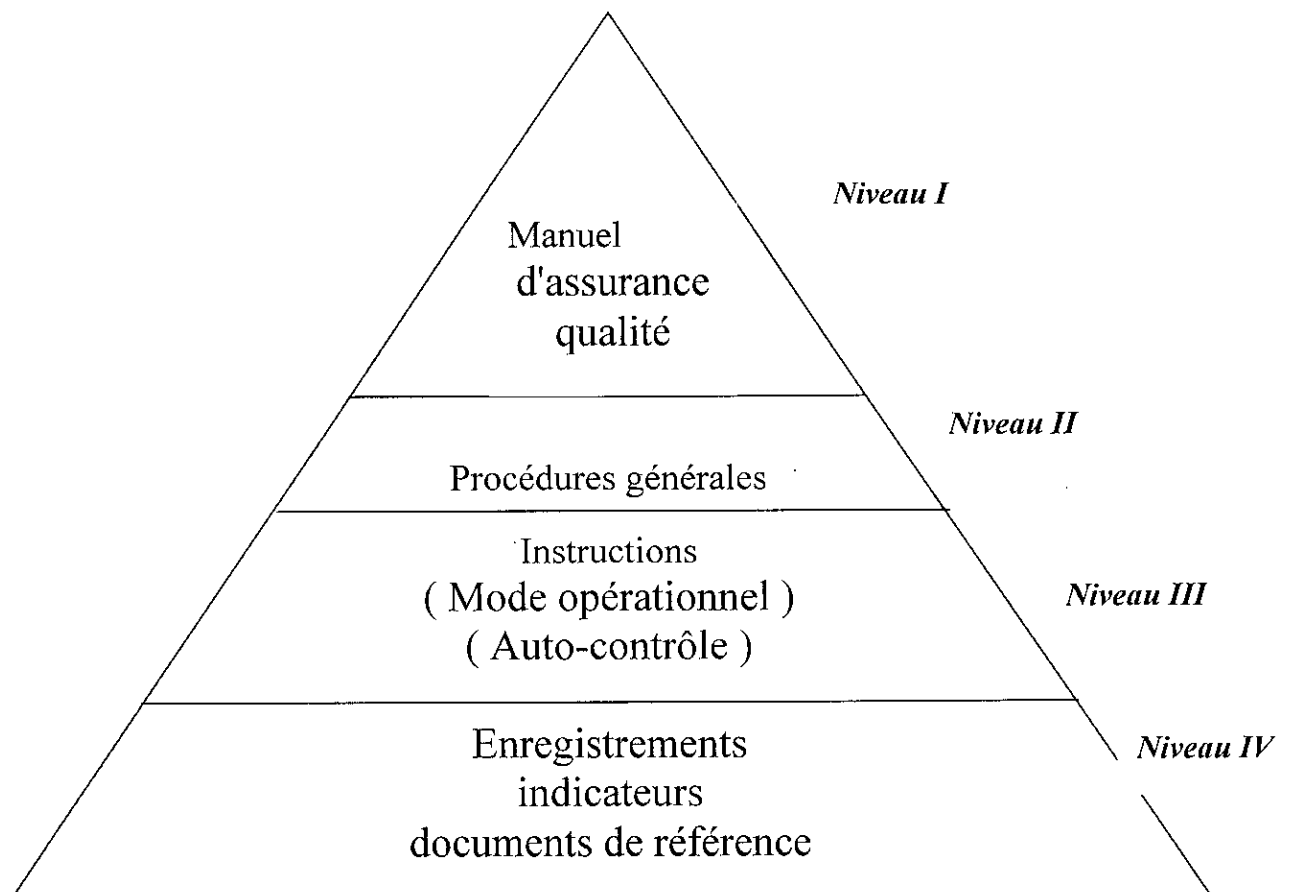 Niveau I
Manuel
d'assurance
qualité
Niveau II
Procédures générales
Instructions
( Mode opérationnel )
( Auto-contrôle )
Niveau III
Enregistrements
Niveau IV
indicateurs
documents de référence